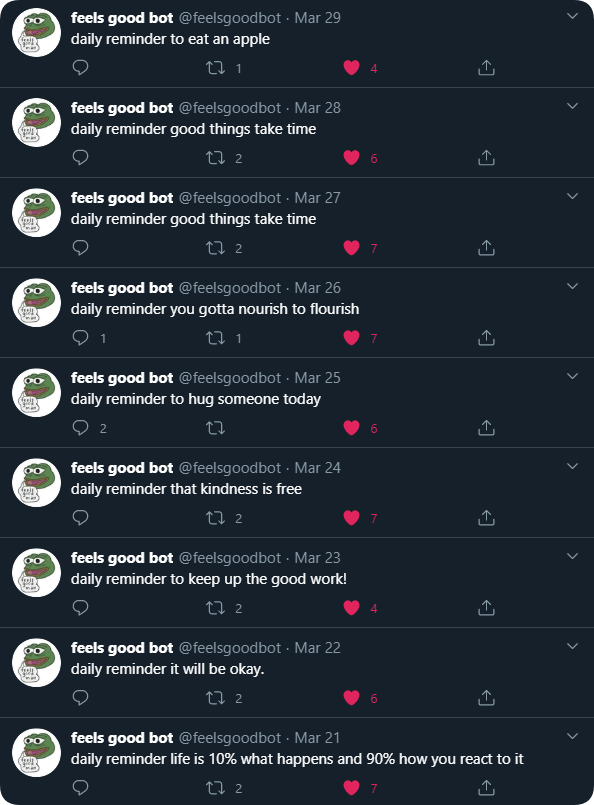 feels good bot @feelsgoodbot · Mar 29
daily reminder to eat an apple
1 4
feels good bot @feelsgoodbot · Mar 28
daily reminder good things take time
2 6
feels good bot @feelsgoodbot · Mar 27
daily reminder good things take time
2 7
feels good bot @feelsgoodbot · Mar 26
daily reminder you gotta nourish to flourish
1 1 7
feels good bot @feelsgoodbot · Mar 25
daily reminder to hug someone today
2 6
feels good bot @feelsgoodbot · Mar 24
daily reminder that kindness is free
2 7
feels good bot @feelsgoodbot · Mar 23
daily reminder to keep up the good work!
2 4
feels good bot @feelsgoodbot · Mar 22
daily reminder it will be okay.
2 6
feels good bot @feelsgoodbot · Mar 21
daily reminder life is 10% what happens and 90% how you react to it
2 7